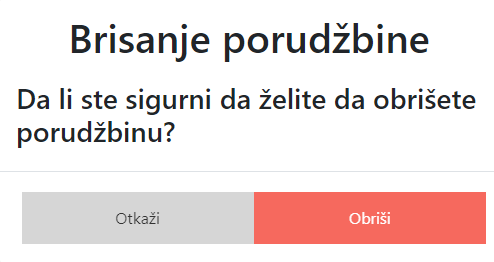 Brisanje porudžbine
Da li ste sigurni da želite da obrišete
porudžbinu?
Otkaži
Obriši